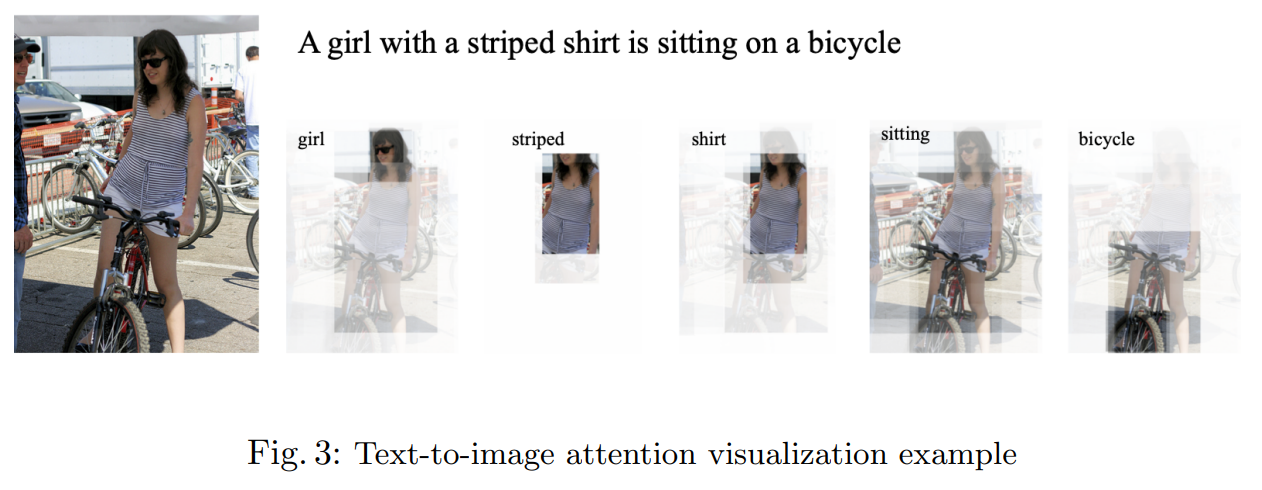 A girl with a striped shirt is sitting on a bicycle
girl
striped
shirt
sitting
bicycle
Fig. 3: Text-to-image attention visualization example